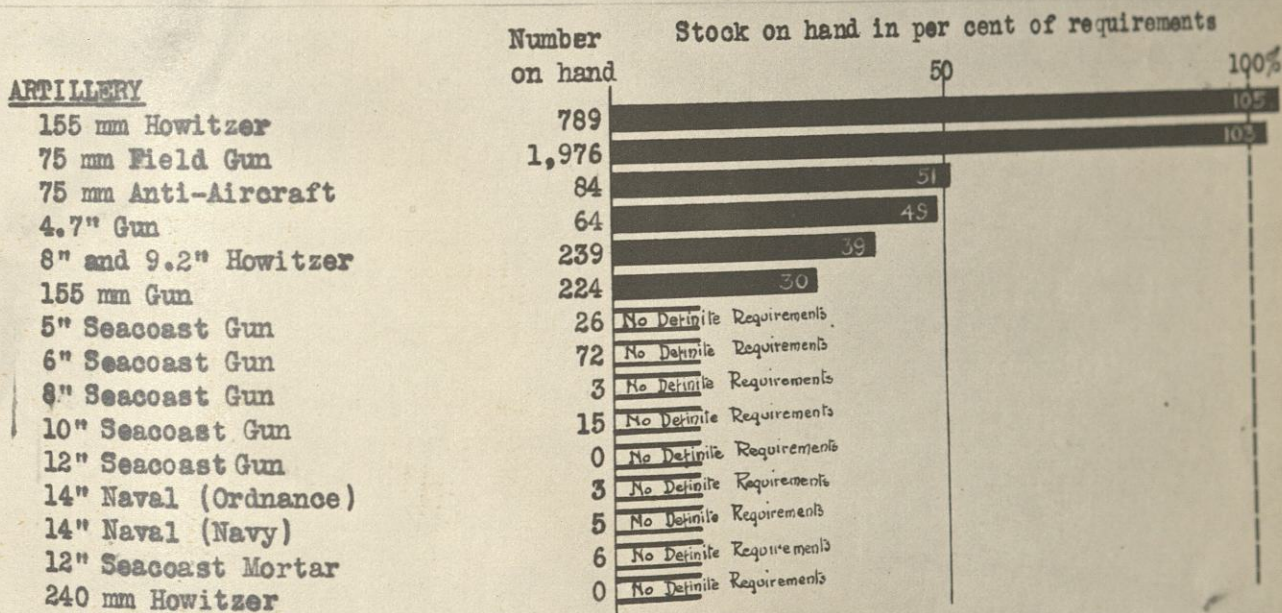 Number Stock on hand in per cent of requirements
on hand 50 100%
ARTILLERY
155 mm Howitzer 789 105
75 mm Field Gun 1,976 103
75 mm Anti-Aircraft 84 51
4.7" Gun 64 49
8" and 9.2" Howitzer 239 39
155 mm Gun 224 30
5" Seacoast Gun 26 No Definite Requirements
6" Seacoast Gun 72 No Definite Requirements
8" Seacoast Gun 3 No Definite Requirements
10" Seacoast Gun 15 No Definite Requirements
12" Seacoast Gun 0 No Definite Requirements
14" Naval (Ordnance) 3 No Definite Requirements
14" Naval (Navy) 5 No Definite Requirements
12" Seacoast Mortar 6 No Definite Requirements
240 mm Howitzer 0 No Definite Requirements